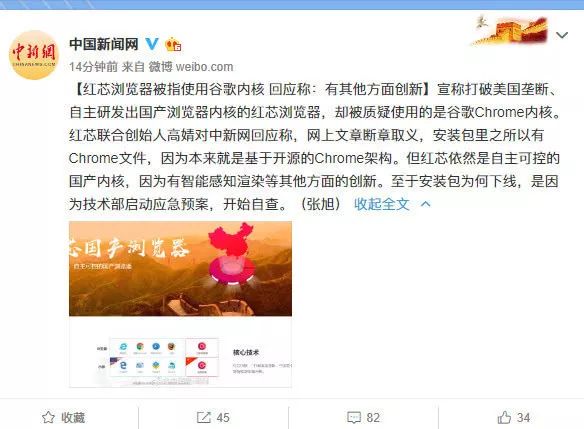 中新網
CHINANEWS.COM
中国新闻网
14分钟前 来自 微博 weibo.com
【红芯浏览器被指使用谷歌内核 回应称：有其他方面创新】宣称打破美国垄断、
自主研发出国产浏览器内核的红芯浏览器，却被质疑使用的是谷歌Chrome内核。
红芯联合创始人高婧对中新网回应称，网上文章断章取义，安装包里之所以有
Chrome文件，因为本来就是基于开源的Chrome架构。但红芯依然是自主可控的
国产内核，因为有智能感知渲染等其他方面的创新。至于安装包为何下线，是因
为技术部启动应急预案，开始自查。（张旭） 收起全文
芯国产浏览器
自主可控的国产浏览器
核心技术
收藏
45
82
34